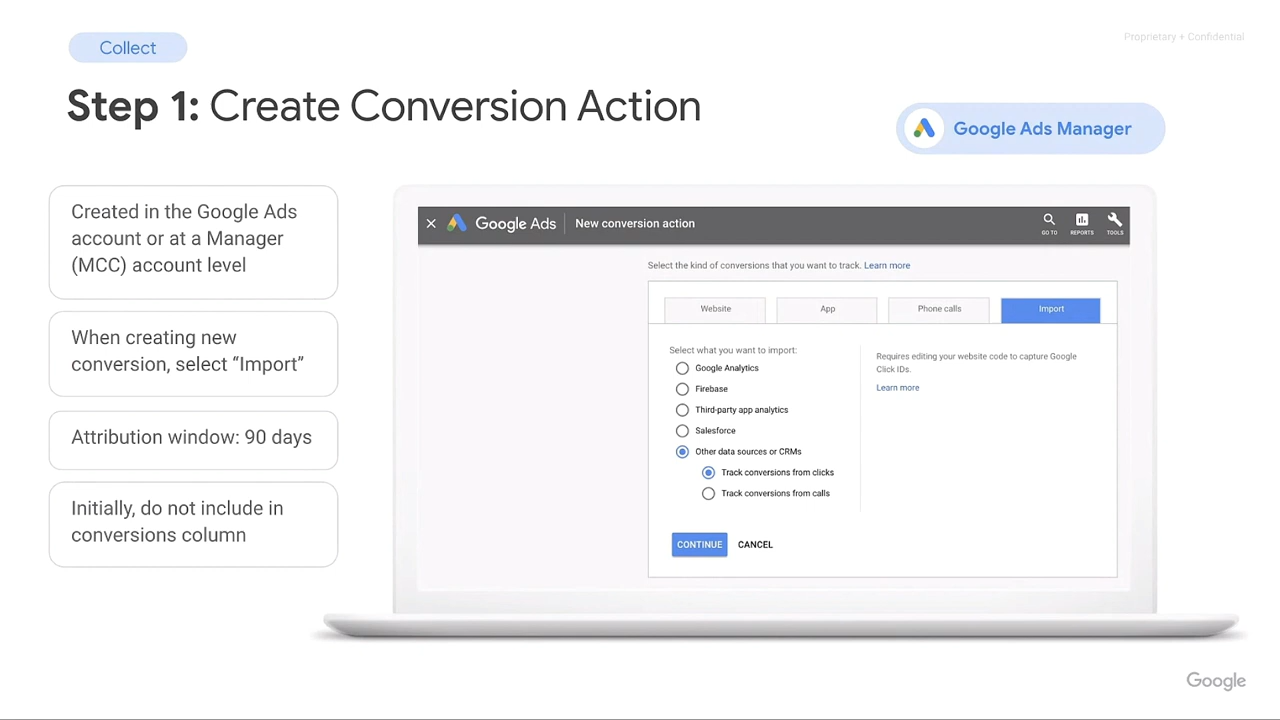 Collect
Proprietary + Confidential
Step 1: Create Conversion Action
Google Ads Manager
Created in the Google Ads
account or at a Manager
(MCC) account level
When creating new
conversion, select “Import”
Attribution window: 90 days
Initially, do not include in
conversions column
Google Ads
New conversion action
GO TO
REPORTS
TOOLS
Select the kind of conversions that you want to track. Learn more
Website
App
Phone calls
Import
Select what you want to import:
Google Analytics
Firebase
Third-party app analytics
Salesforce
Other data sources or CRMs
Track conversions from clicks
Track conversions from calls
Requires editing your website code to capture Google
Click IDs.
Learn more
CONTINUE
CANCEL
Google